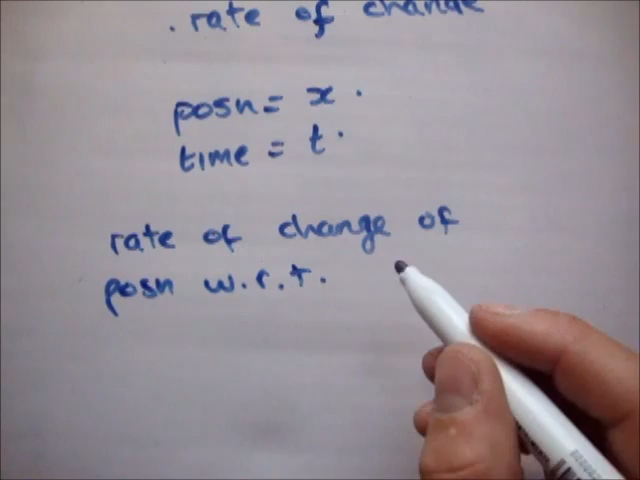 . rate of change
posn = x .
time = t .
rate of change of
posn w.r.t.